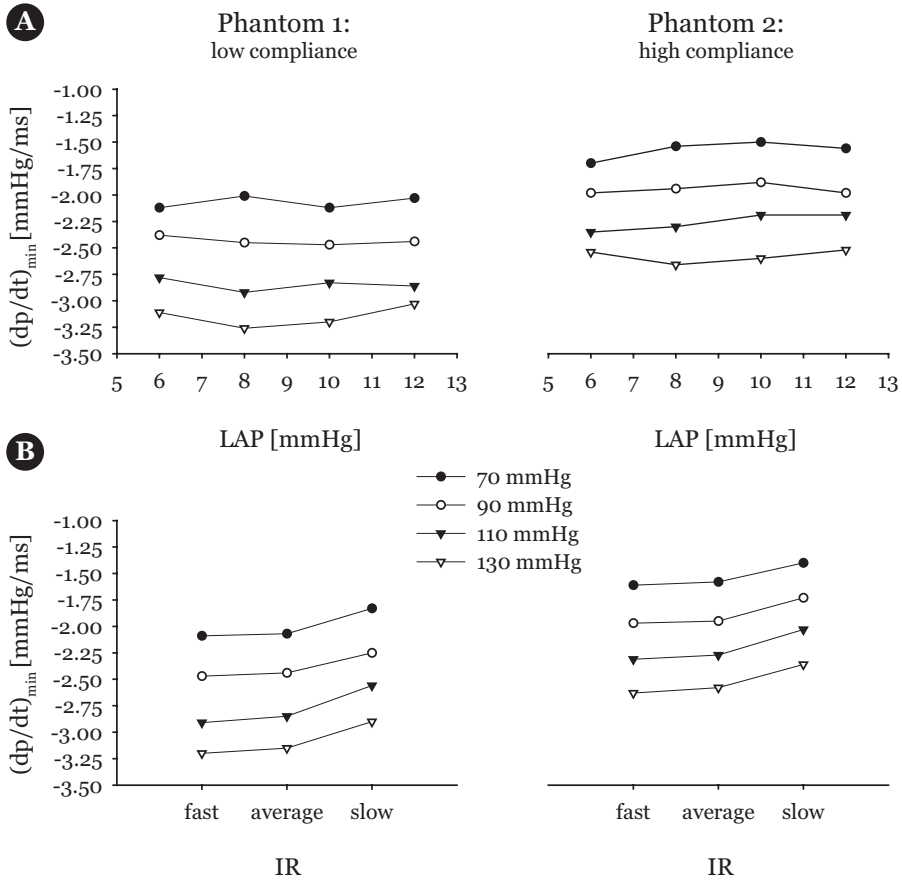 A
Phantom 1:
low compliance
Phantom 2:
high compliance
(dp/dt)min [mmHg/ms]
-1.00
-1.25
-1.50
-1.75
-2.00
-2.25
-2.50
-2.75
-3.00
-3.25
-3.50
5 6 7 8 9 10 11 12 13
5 6 7 8 9 10 11 12 13
LAP [mmHg]
LAP [mmHg]
B
70 mmHg
90 mmHg
110 mmHg
130 mmHg
(dp/dt)min [mmHg/ms]
-1.00
-1.25
-1.50
-1.75
-2.00
-2.25
-2.50
-2.75
-3.00
-3.25
-3.50
fast average slow
fast average slow
IR
IR